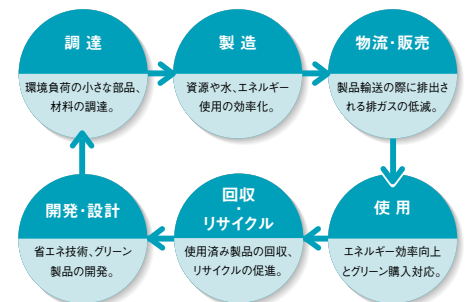 調達
環境負荷の小さな部品、
材料の調達。
製造
資源や水、エネルギー
使用の効率化。
物流・販売
製品輸送の際に排出さ
れる排ガスの低減。
使用
エネルギー効率向上
とグリーン購入対応。
回収
・
リサイクル
使用済み製品の回収、
リサイクルの促進。
開発・設計
省エネ技術、グリーン
製品の開発。